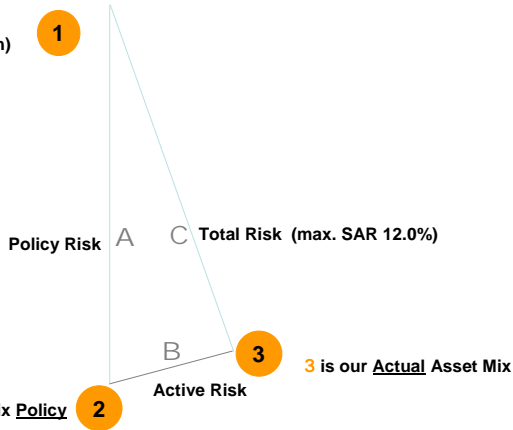 1
Policy Risk
A
C
Total Risk (max. SAR 12.0%)
B
3
3 is our Actual Asset Mix
Active Risk
Policy
2